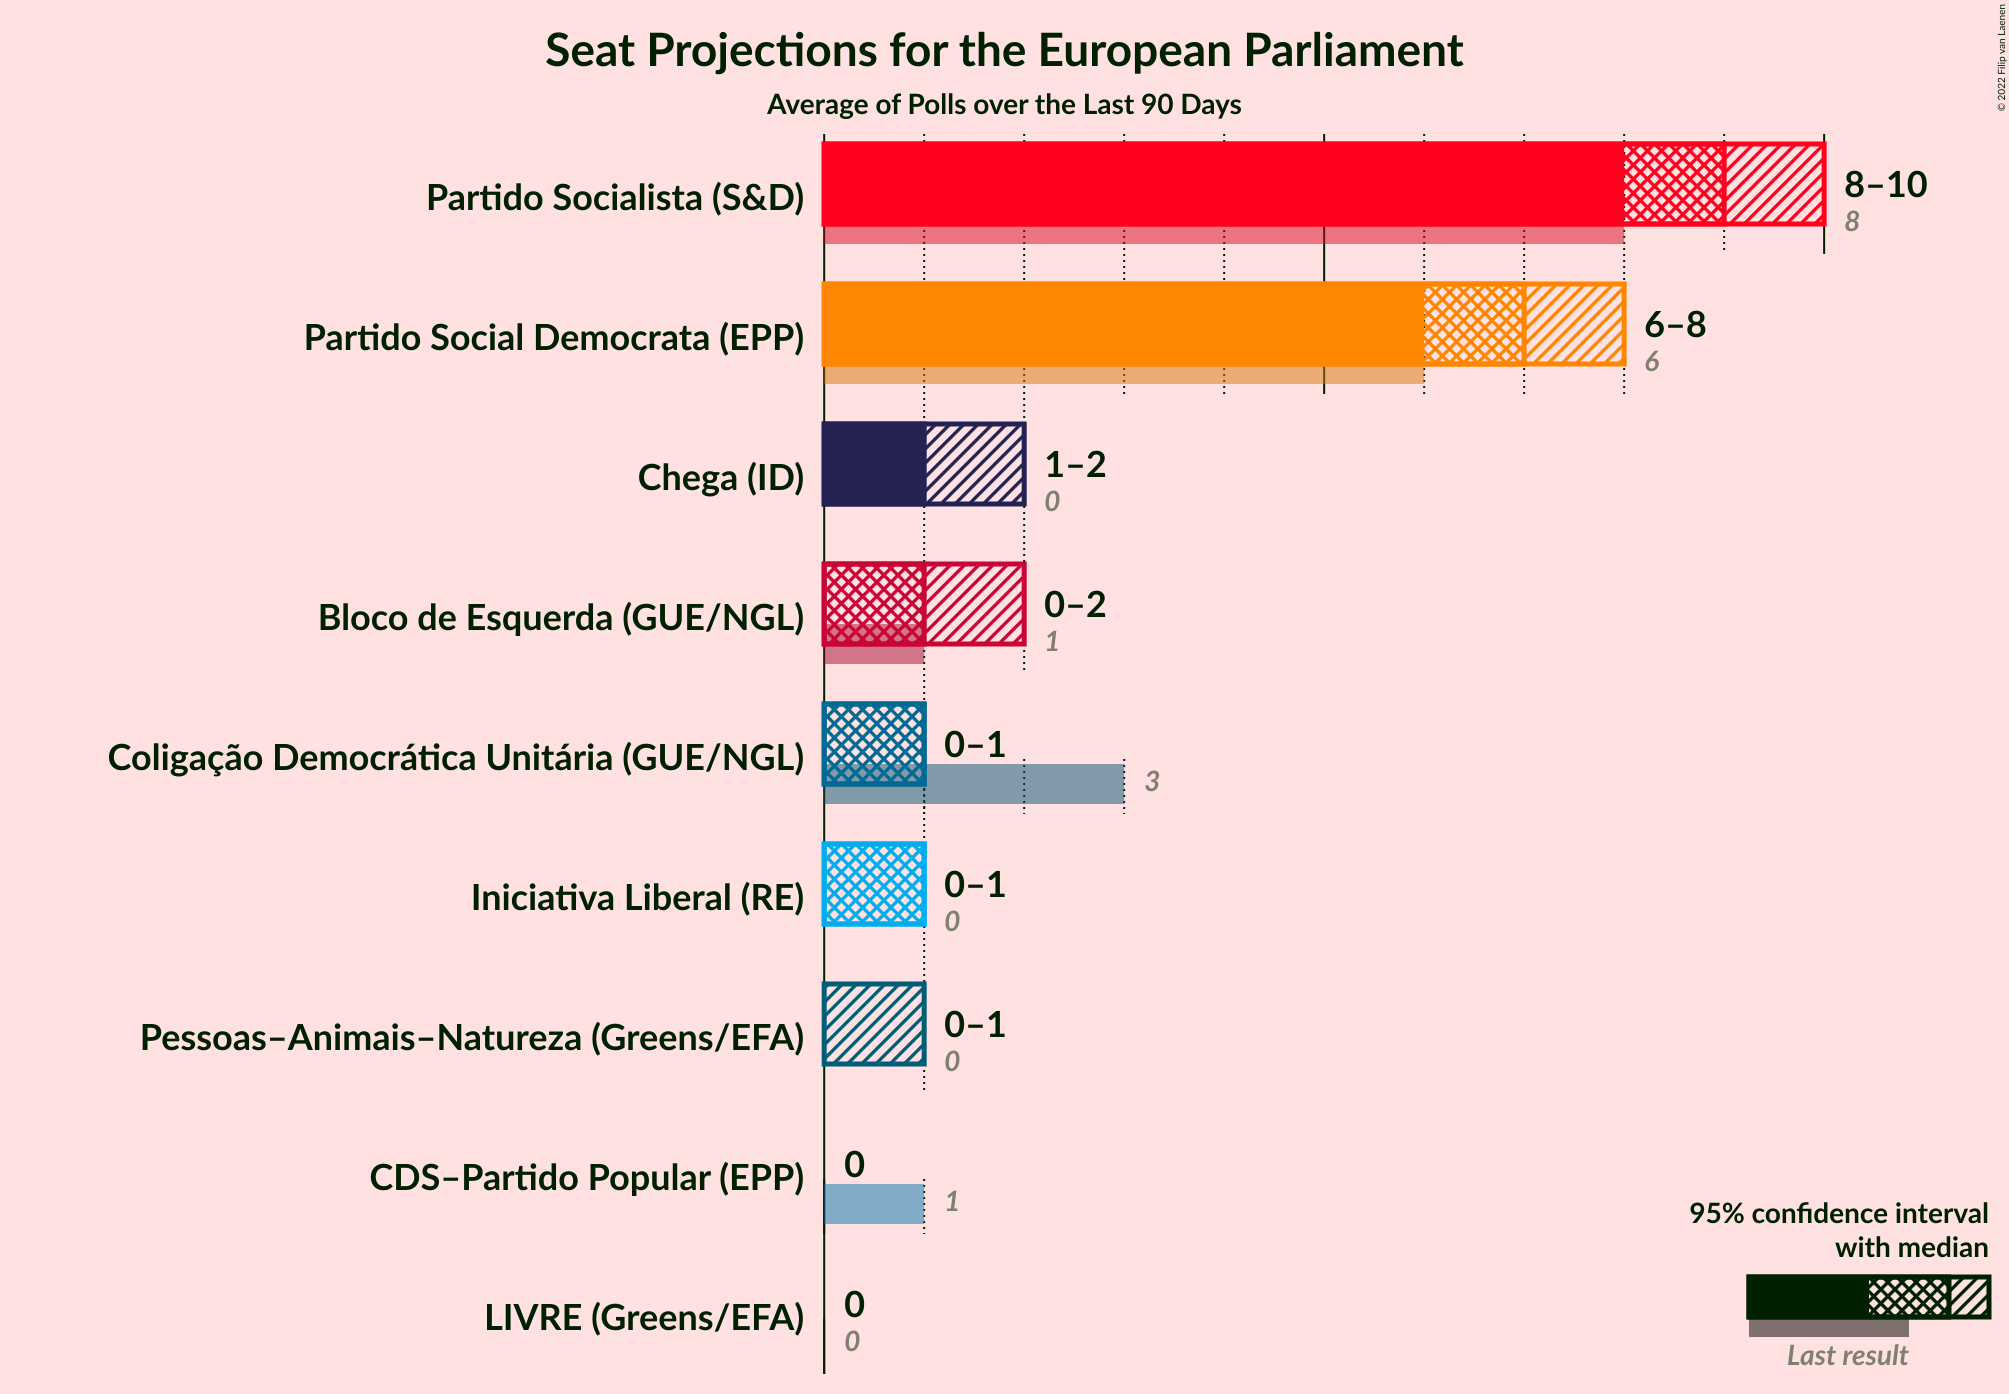 Seat Projections for the European Parliament
Average of Polls over the Last 90 Days
© 2022 Filip van Laenen
Partido Socialista (S&D)
8–10
8
Partido Social Democrata (EPP)
6–8
6
Chega (ID)
1–2
0
Bloco de Esquerda (GUE/NGL)
0–2
1
Coligação Democrática Unitária (GUE/NGL)
0–1
3
Iniciativa Liberal (RE)
0–1
0
Pessoas–Animais–Natureza (Greens/EFA)
0–1
0
CDS–Partido Popular (EPP)
0
1
LIVRE (Greens/EFA)
0
0
95% confidence interval
with median
Last result